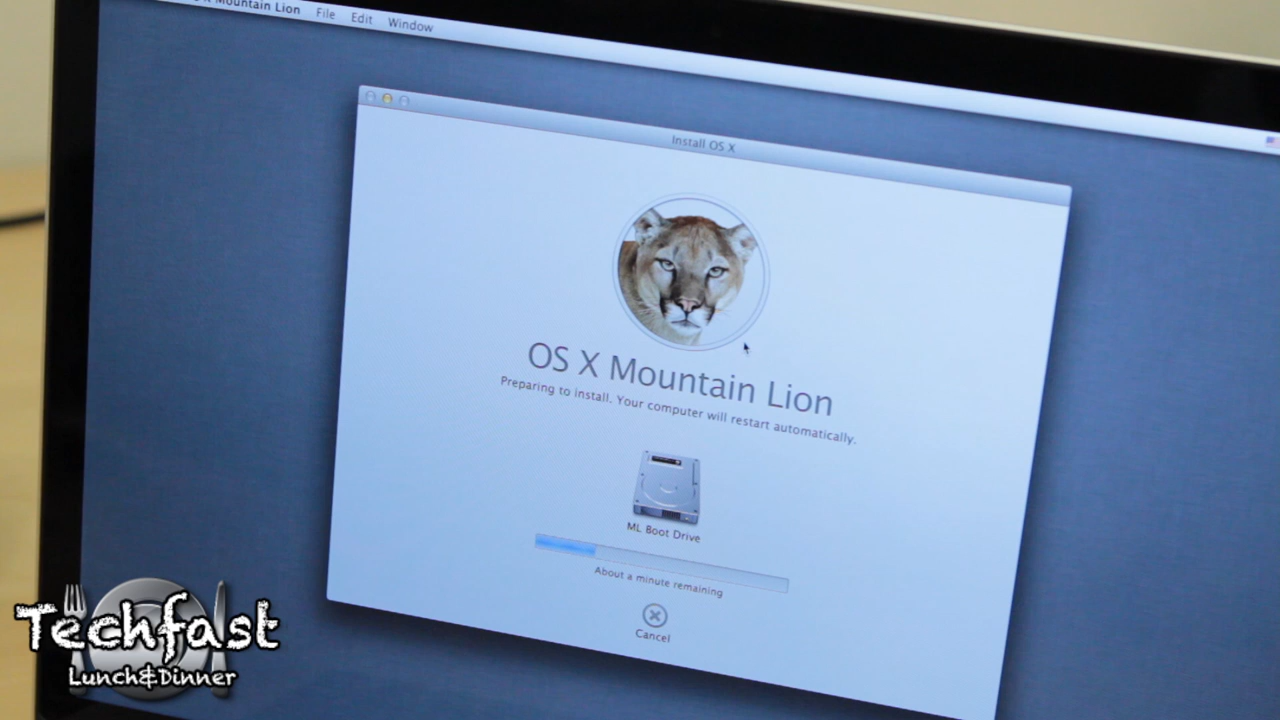 X Mountain Lion File Edit Window
Install OS X
OS X Mountain Lion
Preparing to install. Your computer will restart automatically.
ML Boot Drive
About a minute remaining
Cancel
Techfast
Lunch&Dinner